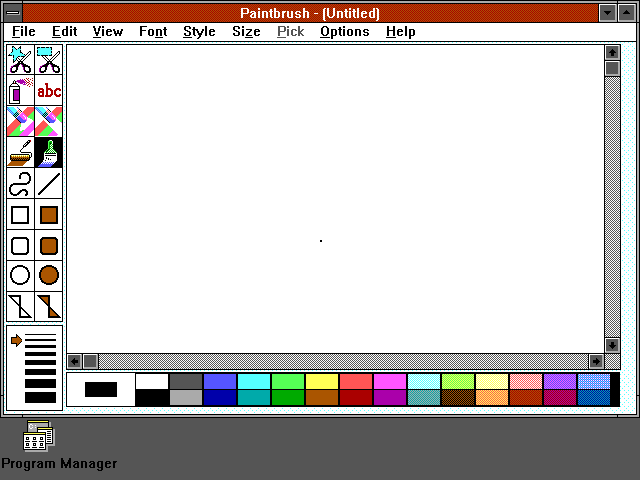 Paintbrush - (Untitled)
File Edit View Font Style Size Pick Options Help
abc
Program Manager